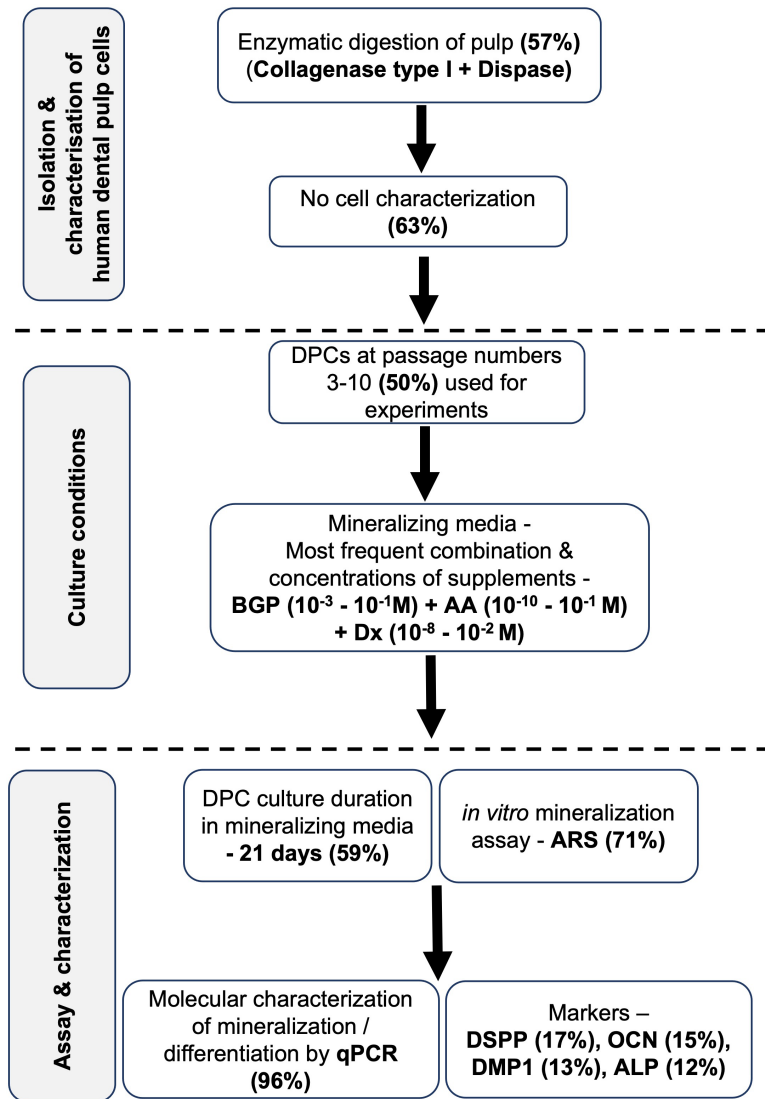 Isolation &
characterisation of
human dental pulp cells
Enzymatic digestion of pulp (57%)
(Collagenase type I + Dispase)
No cell characterization
(63%)
Culture conditions
DPCs at passage numbers
3-10 (50%) used for
experiments
Mineralizing media -
Most frequent combination &
concentrations of supplements -
BGP (10⁻³ - 10⁻¹M) + AA (10⁻¹⁰ - 10⁻¹ M)
+ Dx (10⁻⁸ - 10⁻² M)
Assay & characterization
DPC culture duration
in mineralizing media
- 21 days (59%)
in vitro mineralization
assay - ARS (71%)
Molecular characterization
of mineralization /
differentiation by qPCR
(96%)
Markers –
DSPP (17%), OCN (15%),
DMP1 (13%), ALP (12%)